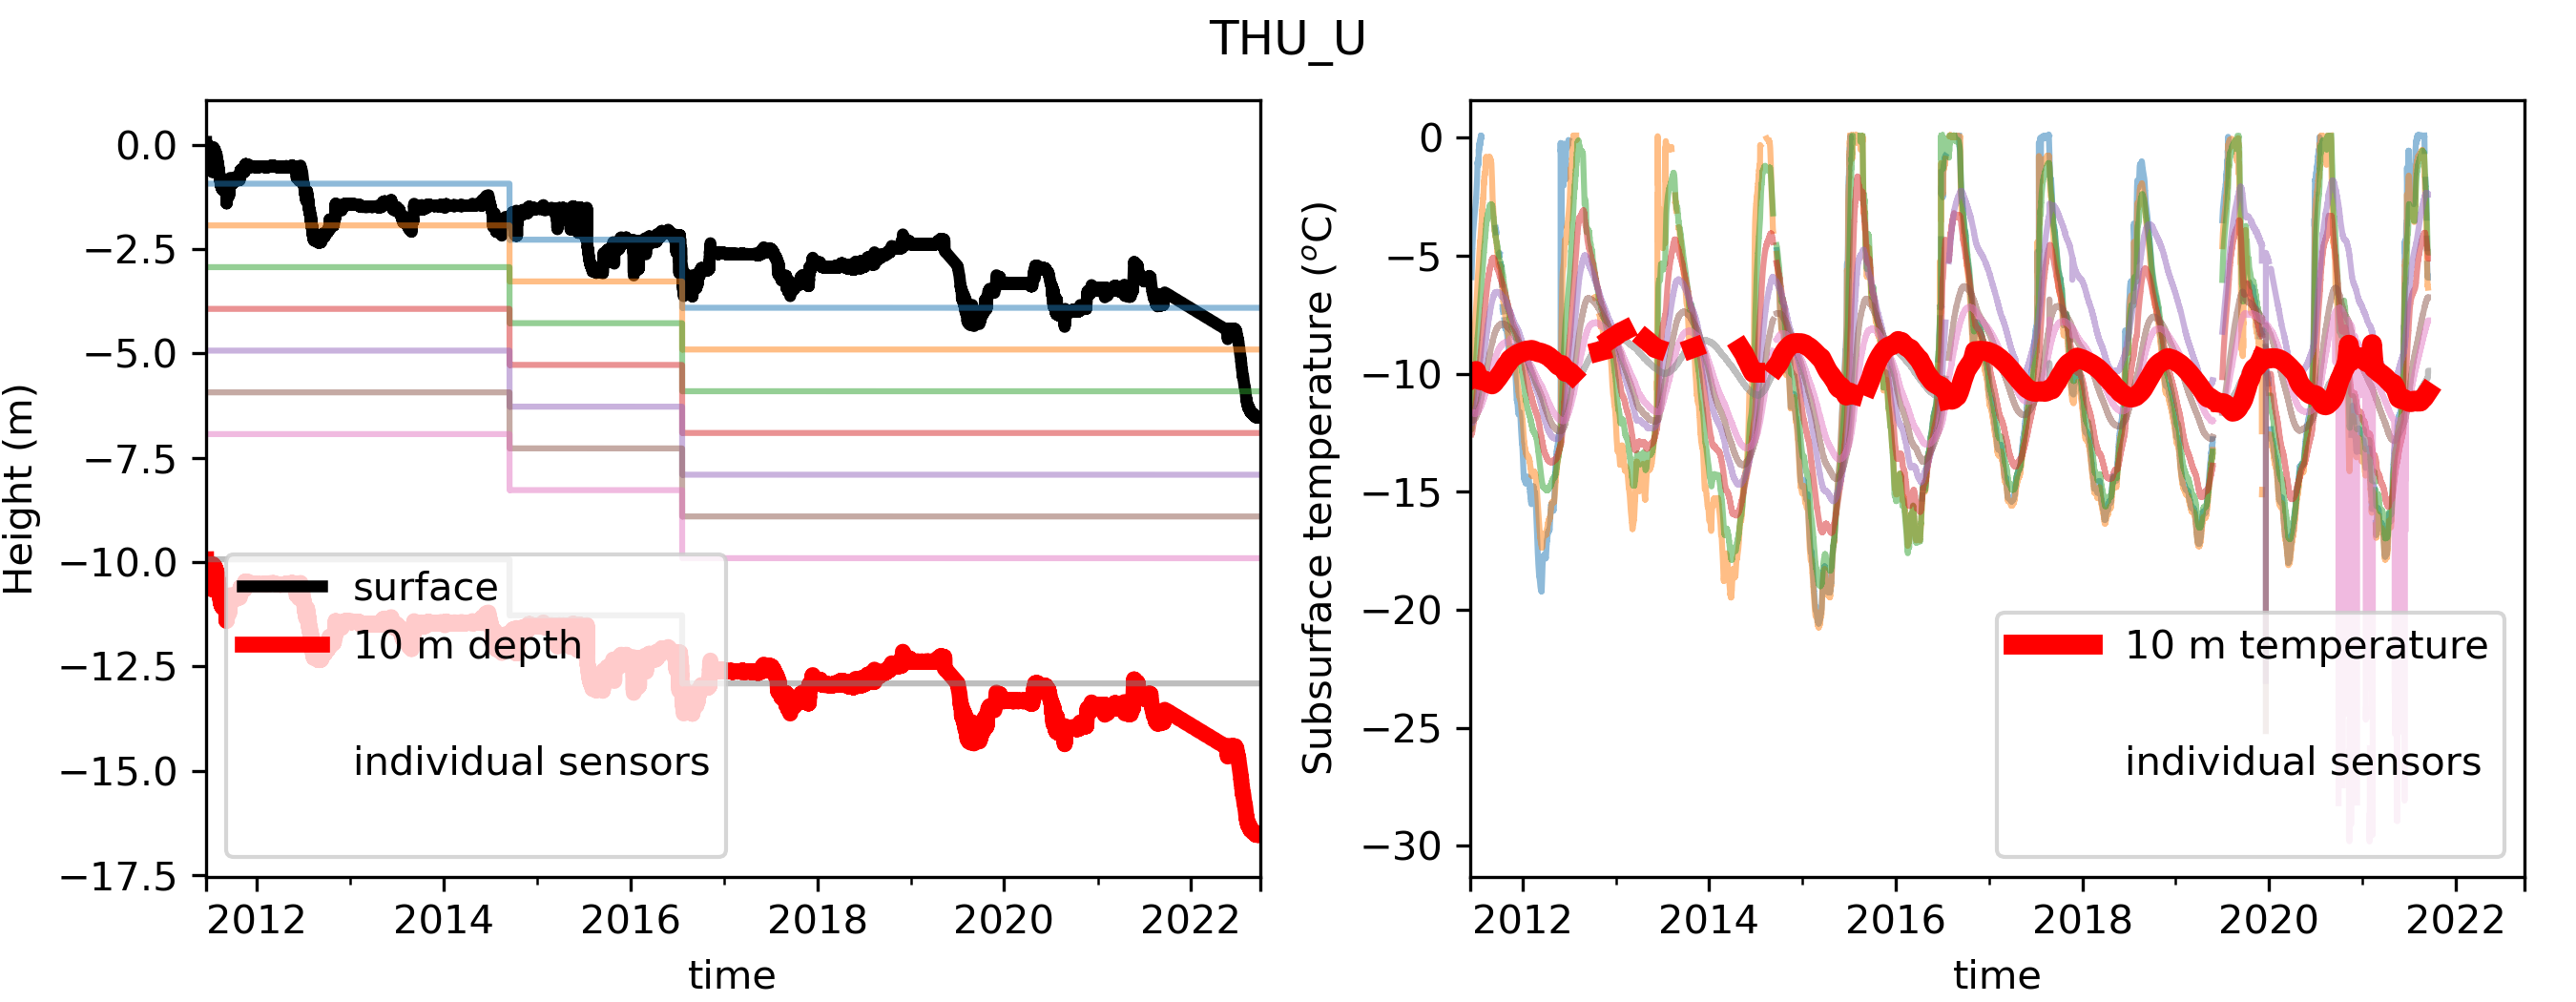 THU_U
Height (m)
0.0
−2.5
−5.0
−7.5
−10.0
−12.5
−15.0
−17.5
surface
10 m depth
individual sensors
2012 2014 2016 2018 2020 2022
time
Subsurface temperature (°C)
0
−5
−10
−15
−20
−25
−30
10 m temperature
individual sensors
2012 2014 2016 2018 2020 2022
time